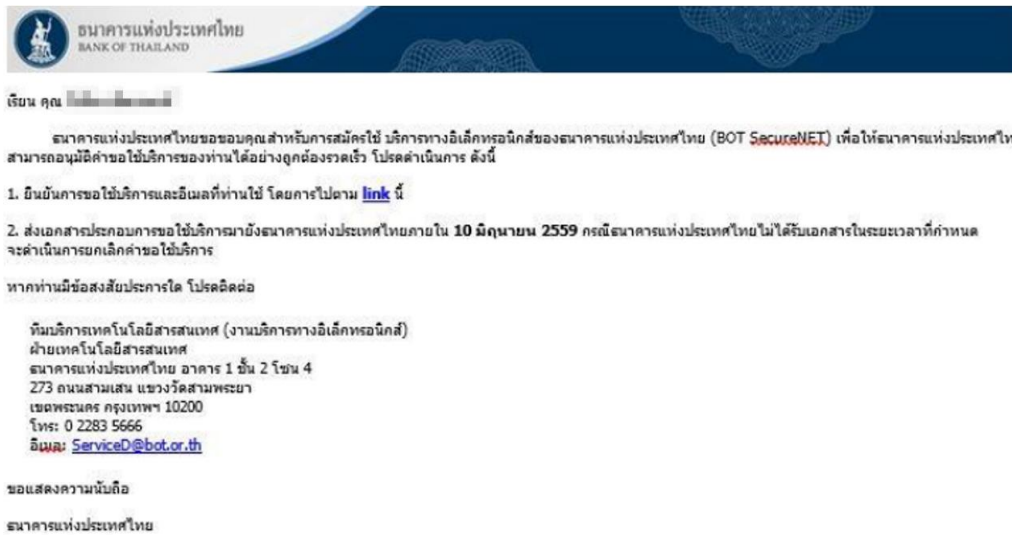 ธนาคารแห่งประเทศไทย
BANK OF THAILAND
เรียน คุณ
ธนาคารแห่งประเทศไทยขอขอบคุณสำหรับการสมัครใช้ บริการทางอิเล็กทรอนิกส์ของธนาคารแห่งประเทศไทย (BOT SecureNET) เพื่อให้ธนาคารแห่งประเทศไท
สามารถอนุมัติคำขอใช้บริการของท่านได้อย่างถูกต้องรวดเร็ว โปรดดำเนินการ ดังนี้
1. ยืนยันการขอใช้บริการและอีเมลที่ท่านใช้ โดยการไปตาม link นี้
2. ส่งเอกสารประกอบการขอใช้บริการมายังธนาคารแห่งประเทศไทยภายใน 10 มิถุนายน 2559 กรณีธนาคารแห่งประเทศไทยไม่ได้รับเอกสารในระยะเวลาที่กำหนด
จะดำเนินการยกเลิกคำขอใช้บริการ
หากท่านมีข้อสงสัยประการใด โปรดติดต่อ
ทีมบริการเทคโนโลยีสารสนเทศ (งานบริการทางอิเล็กทรอนิกส์)
ฝ่ายเทคโนโลยีสารสนเทศ
ธนาคารแห่งประเทศไทย อาคาร 1 ชั้น 2 โซน 4
273 ถนนสามเสน แขวงวัดสามพระยา
เขตพระนคร กรุงเทพฯ 10200
โทร: 0 2283 5666
อีเมล: ServiceD@bot.or.th
ขอแสดงความนับถือ
ธนาคารแห่งประเทศไทย